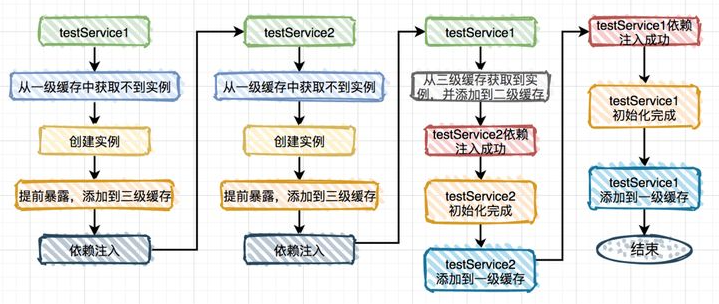 testService1
从一级缓存中获取不到实例
创建实例
提前暴露，添加到三级缓存
依赖注入
testService2
从一级缓存中获取不到实例
创建实例
提前暴露，添加到三级缓存
依赖注入
testService1
从三级缓存获取到实
例，并添加到二级缓存
testService2依赖
注入成功
testService2
初始化完成
testService2
添加到一级缓存
testService1依赖
注入成功
testService1
初始化完成
testService1
添加到一级缓存
结束